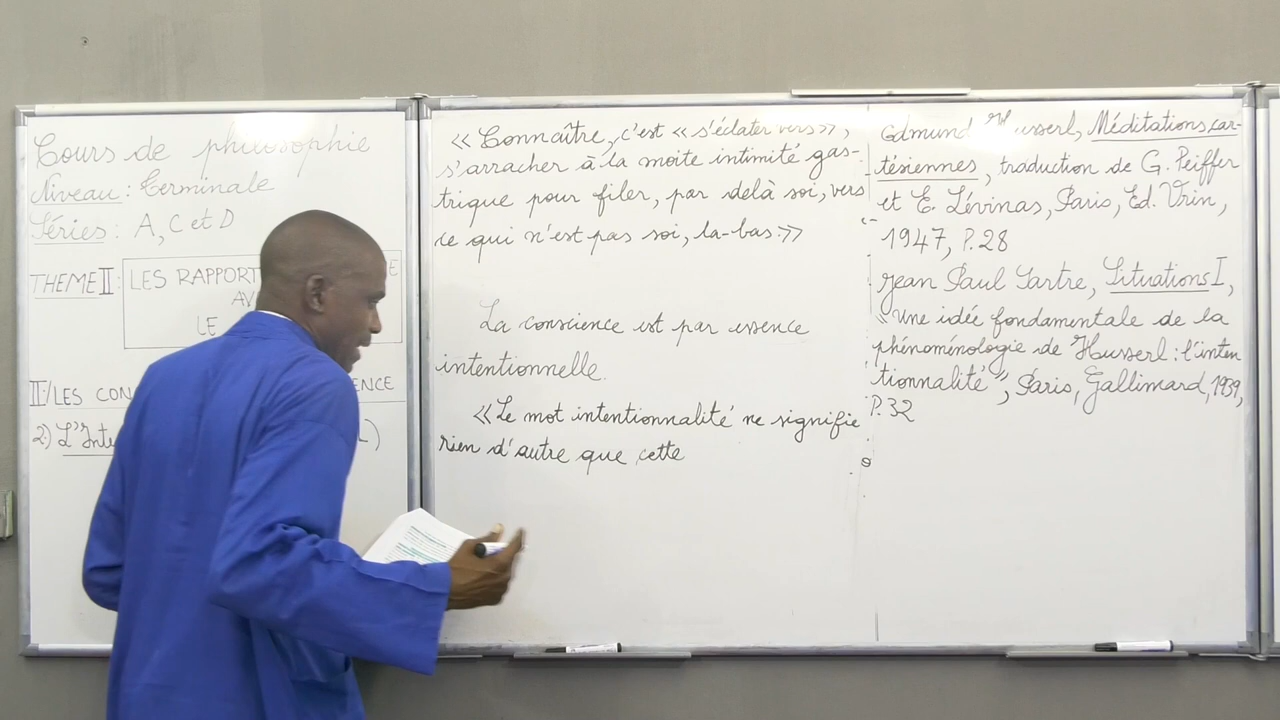 Cours de philosophie
Niveau : Terminale
Séries : A, C et D
THEME II : LES RAPPORT
AV
LE
II-/LES CON ENCE
2) L'Inte L)
« Connaître, c'est « s'éclater vers »,
s'arracher à la moite intimité gas-
trique pour filer, par delà soi, vers
ce qui n'est pas soi, la-bas.»
La conscience est par essence
intentionnelle.
« Le mot intentionnalité ne signifie
rien d'autre que cette
Edmund Husserl, Méditations car-
tésiennes, traduction de G. Peiffer
et E. Lévinas, Paris, Ed. Vrin,
1947, P.28
Jean Paul Sartre, Situations I,
"Une idée fondamentale de la
phénoménologie de Husserl : l'inten
tionnalité", Paris, Gallimard, 1939,
P.32